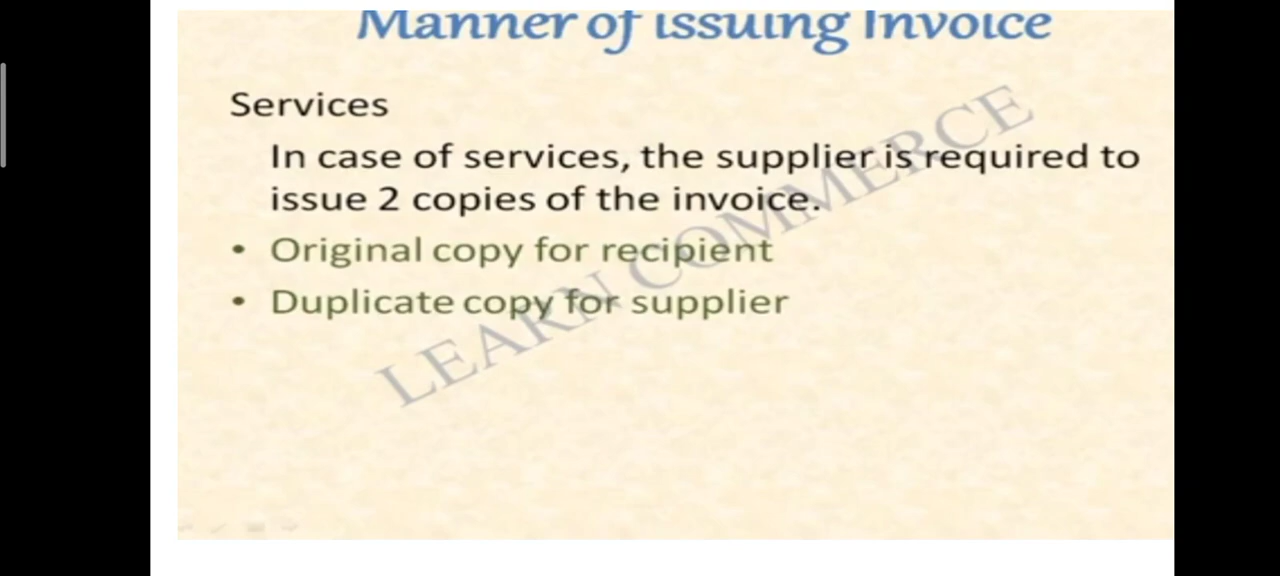 Manner of issuing Invoice
Services
In case of services, the supplier is required to
issue 2 copies of the invoice.
• Original copy for recipient
• Duplicate copy for supplier
LEARN COMMERCE